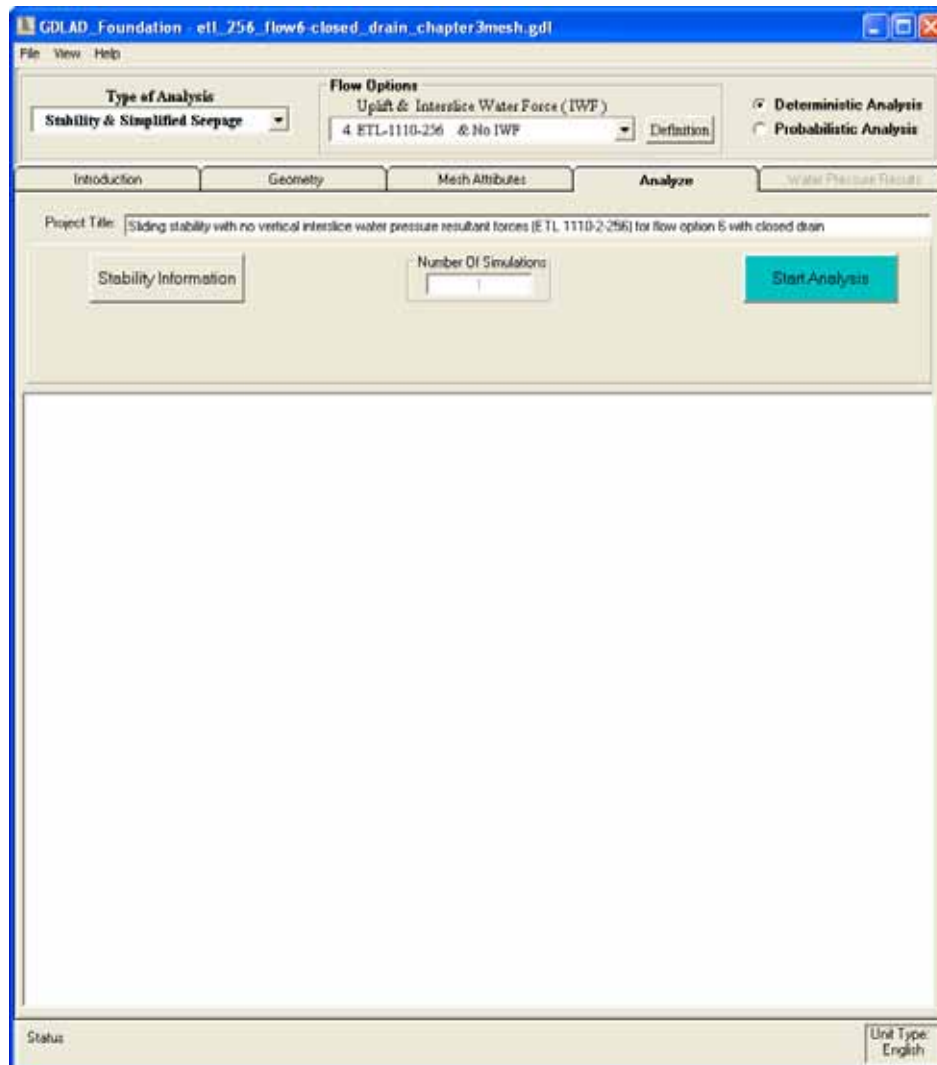 GDLAD_Foundation - etl_256_flow6-closed_drain_chapter3mesh.gdl
File View Help
Type of Analysis
Stability & Simplified Seepage
Flow Options
Uplift & Interslice Water Force ( IWF )
4. ETL-1110-256 & No IWF
Definition
Deterministic Analysis
Probabilistic Analysis
Introduction
Geometry
Mesh Attributes
Analyze
Water Pressure Results
Project Title:
Sliding stability with no vertical interslice water pressure resultant forces (ETL 1110-2-256) for flow option 6 with closed drain
Stability Information
Number Of Simulations
1
Start Analysis
Status
Unit Type:
English